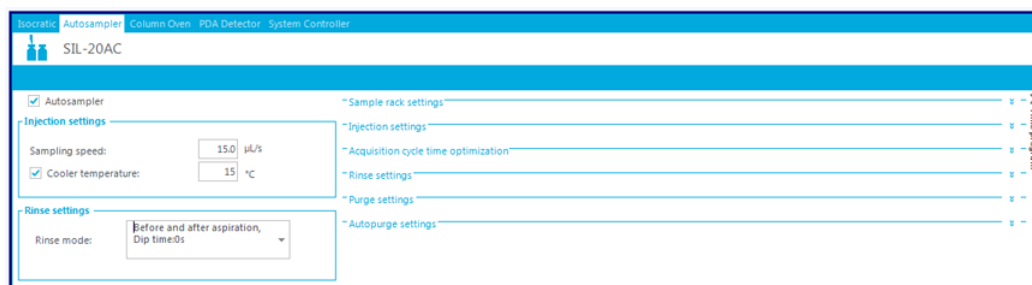 Isocratic Autosampler Column Oven PDA Detector System Controller
SIL-20AC
Autosampler
Injection settings
Sampling speed: 15.0 µL/s
Cooler temperature: 15 °C
Rinse settings
Rinse mode: Before and after aspiration,
Dip time:0s
Sample rack settings
Injection settings
Acquisition cycle time optimization
Rinse settings
Purge settings
Autopurge settings